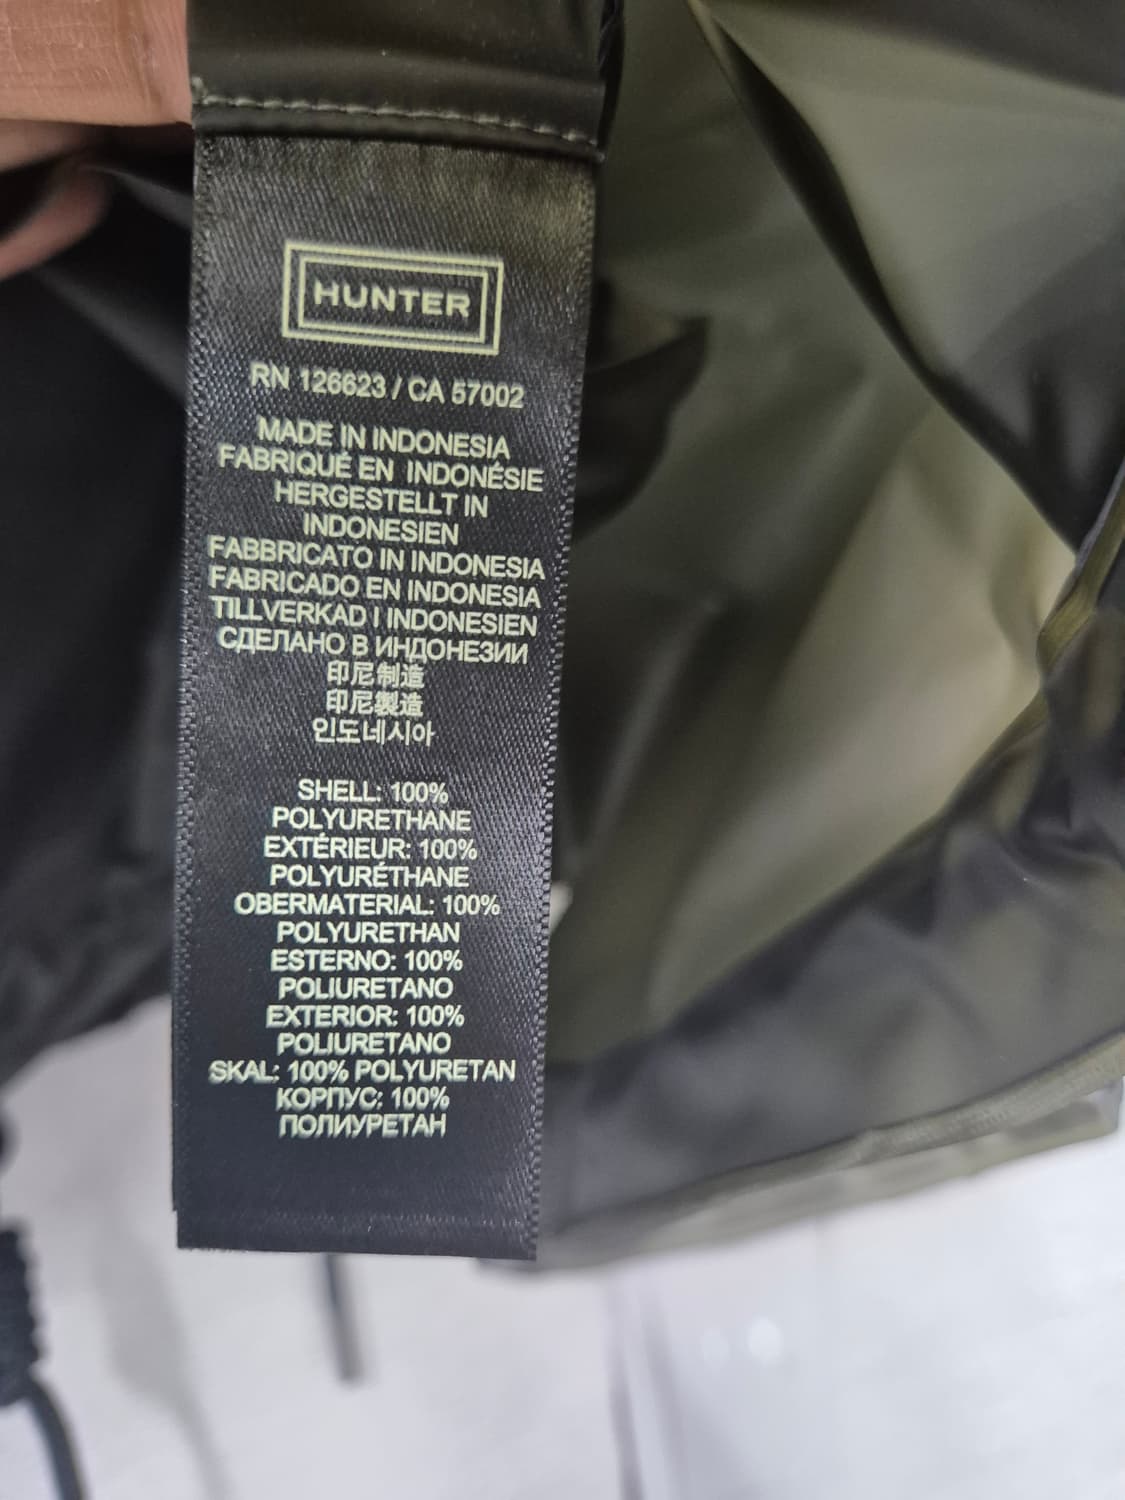 HUNTER
RN 126623 / CA 57002
MADE IN INDONESIA
FABRIQUÉ EN INDONÉSIE
HERGESTELLT IN
INDONESIEN
FABBRICATO IN INDONESIA
FABRICADO EN INDONESIA
TILLVERKAD I INDONESIEN
СДЕЛАНО В ИНДОНЕЗИИ
印尼制造
印尼製造
인도네시아
SHELL: 100%
POLYURETHANE
EXTÉRIEUR: 100%
POLYURÉTHANE
OBERMATERIAL: 100%
POLYURETHAN
ESTERNO: 100%
POLIURETANO
EXTERIOR: 100%
POLIURETANO
SKAL: 100% POLYURETAN
КОРПУС: 100%
ПОЛИУРЕТАН